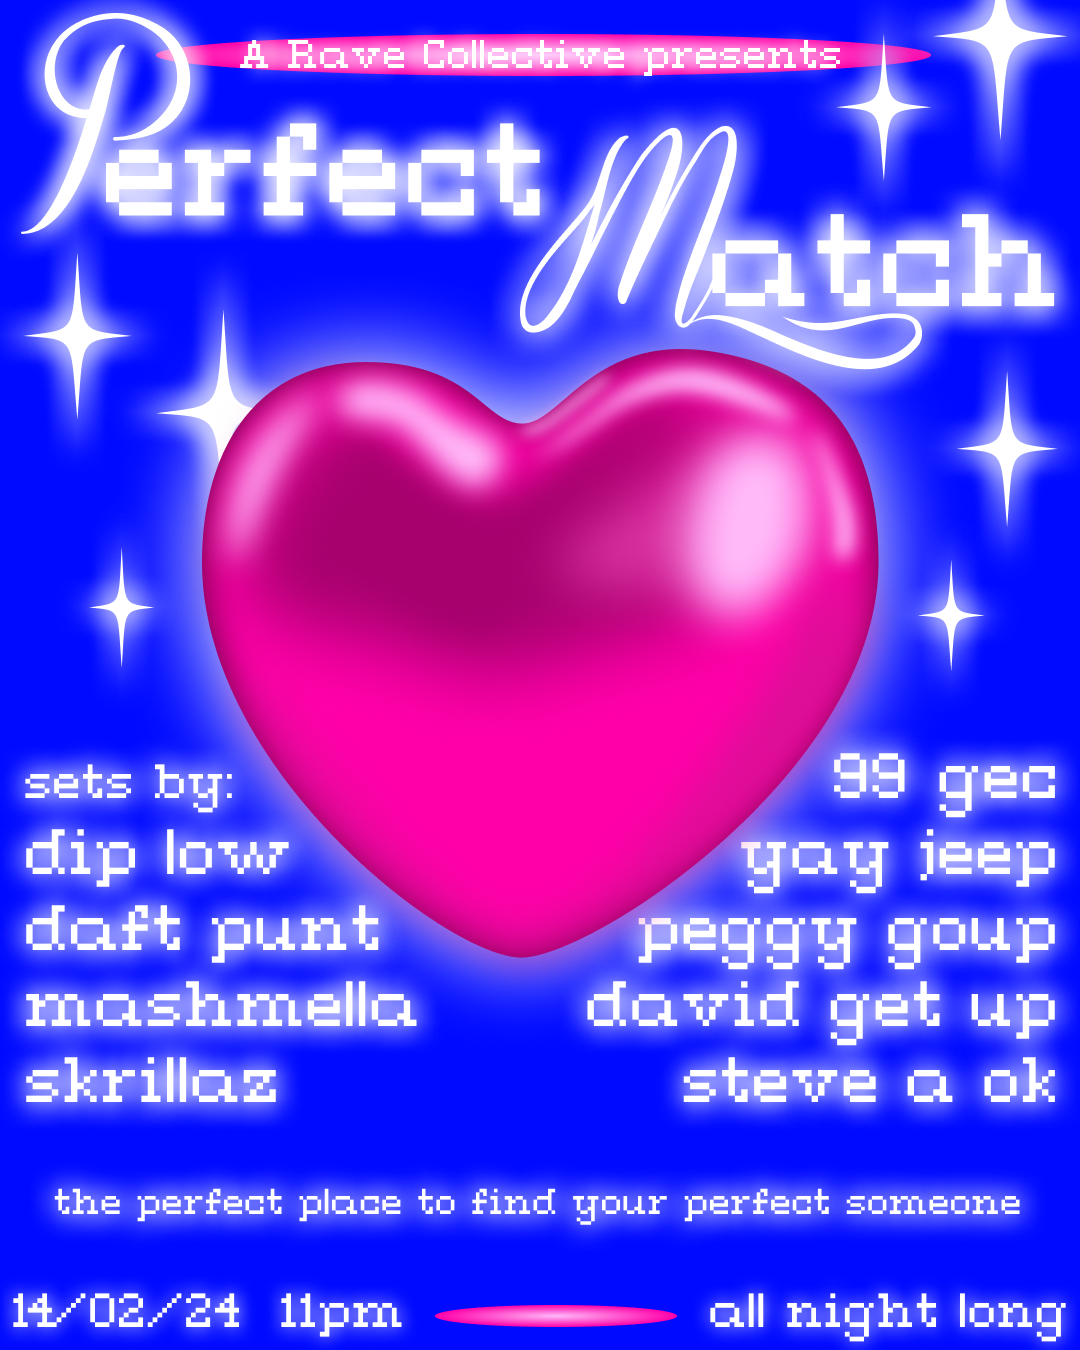 A Rave Collective presents
Perfect
Match
sets by:
dip low
daft punt
mashmella
skrillaz
99 gec
yay jeep
peggy goup
david get up
steve a ok
the perfect place to find your perfect someone
14/02/24 11pm all night long